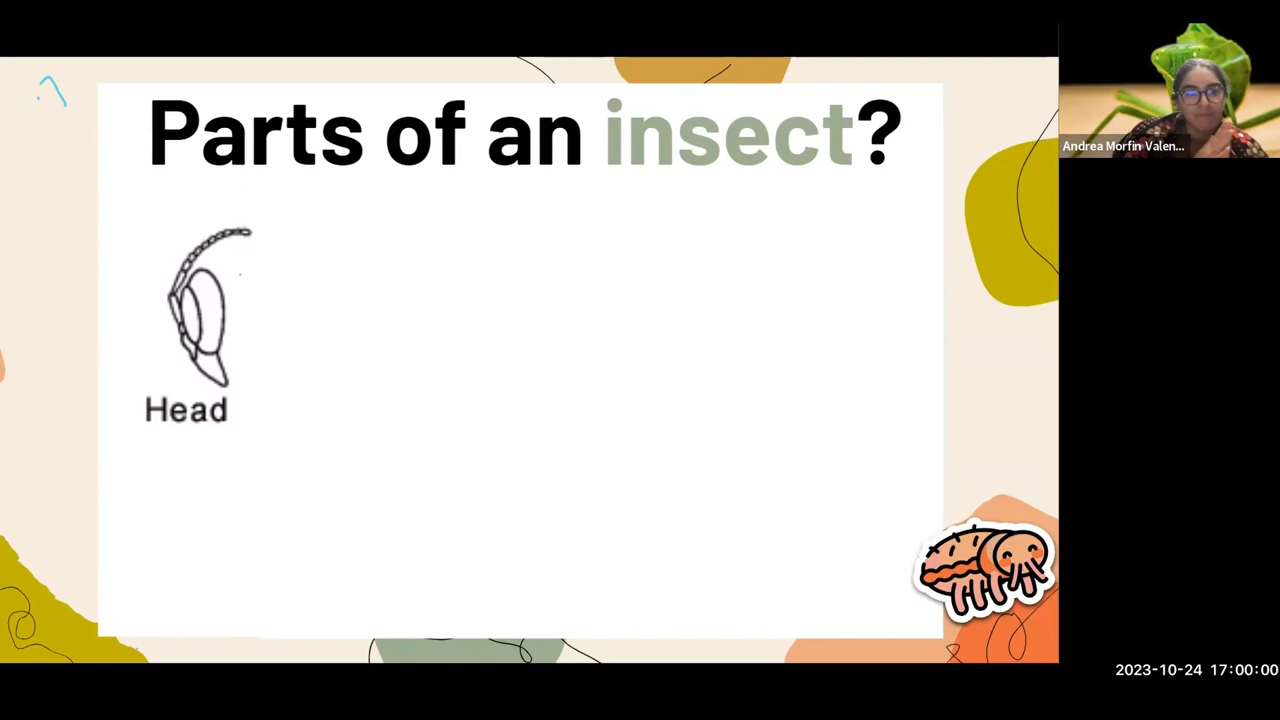 Parts of an insect?
Andrea Morfin Valen...
Head
2023-10-24 17:00:00